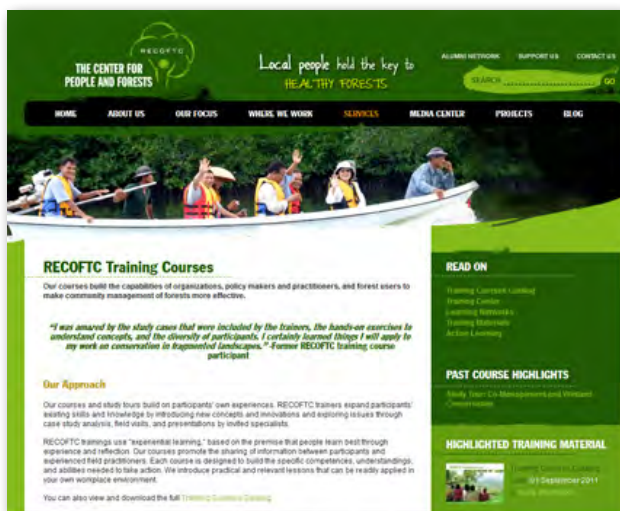 RECOFTC
THE CENTER FOR
PEOPLE AND FORESTS
Local people hold the key to
HEALTHY FORESTS
ALUMNI NETWORK SUPPORT US CONTACT US
SEARCH GO
HOME ABOUT US OUR FOCUS WHERE WE WORK SERVICES MEDIA CENTER PROJECTS BLOG
RECOFTC Training Courses
Our courses build the capabilities of organizations, policy makers and practitioners, and forest users to
make community management of forests more effective.
"I was amazed by the study cases that were included by the trainers, the hands-on exercises to
understand concepts, and the diversity of participants. I certainly learned things I will apply to
my work on conservation in fragmented landscapes." -Former RECOFTC training course
participant
Our Approach
Our courses and study tours build on participants' own experiences. RECOFTC trainers expand participants'
existing skills and knowledge by introducing new concepts and innovations and exploring issues through
case study analysis, field visits, and presentations by invited specialists.
RECOFTC trainings use "experiential learning," based on the premise that people learn best through
experience and reflection. Our courses promote the sharing of information between participants and
experienced field practitioners. Each course is designed to build the specific competences, understandings,
and abilities needed to take action. We introduce practical and relevant lessons that can be readily applied in
your own workplace environment.
You can also view and download the full Training Courses Catalog
READ ON
Training Courses Catalog
Training Center
Learning Networks
Training Materials
Active Learning
PAST COURSE HIGHLIGHTS
Study Tour: Co-Management and Wetland
Conservation
HIGHLIGHTED TRAINING MATERIAL
Training Courses Catalog
01 September 2011